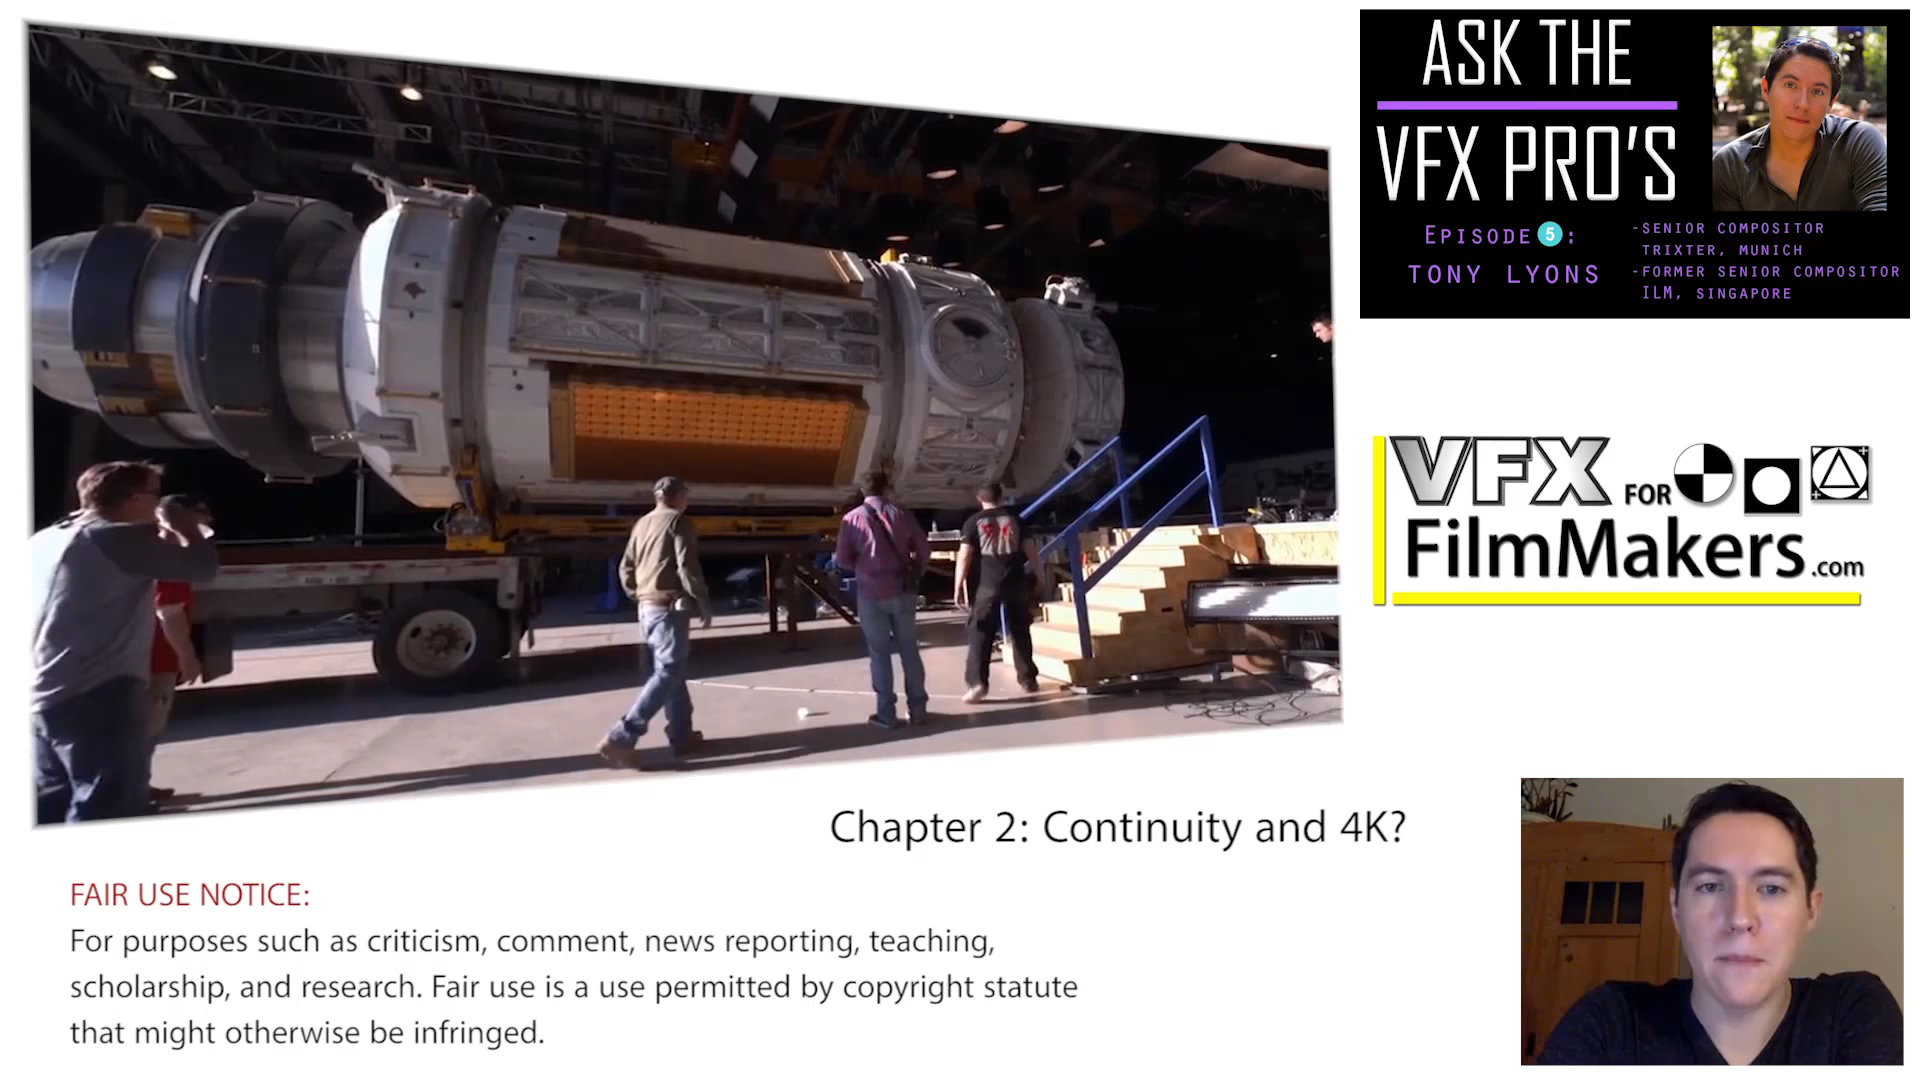 ASK THE
VFX PRO'S
EPISODE 5:
TONY LYONS
-SENIOR COMPOSITOR
TRIXTER, MUNICH
-FORMER SENIOR COMPOSITOR
ILM, SINGAPORE
VFX FOR
FilmMakers.com
Chapter 2: Continuity and 4K?
FAIR USE NOTICE:
For purposes such as criticism, comment, news reporting, teaching,
scholarship, and research. Fair use is a use permitted by copyright statute
that might otherwise be infringed.